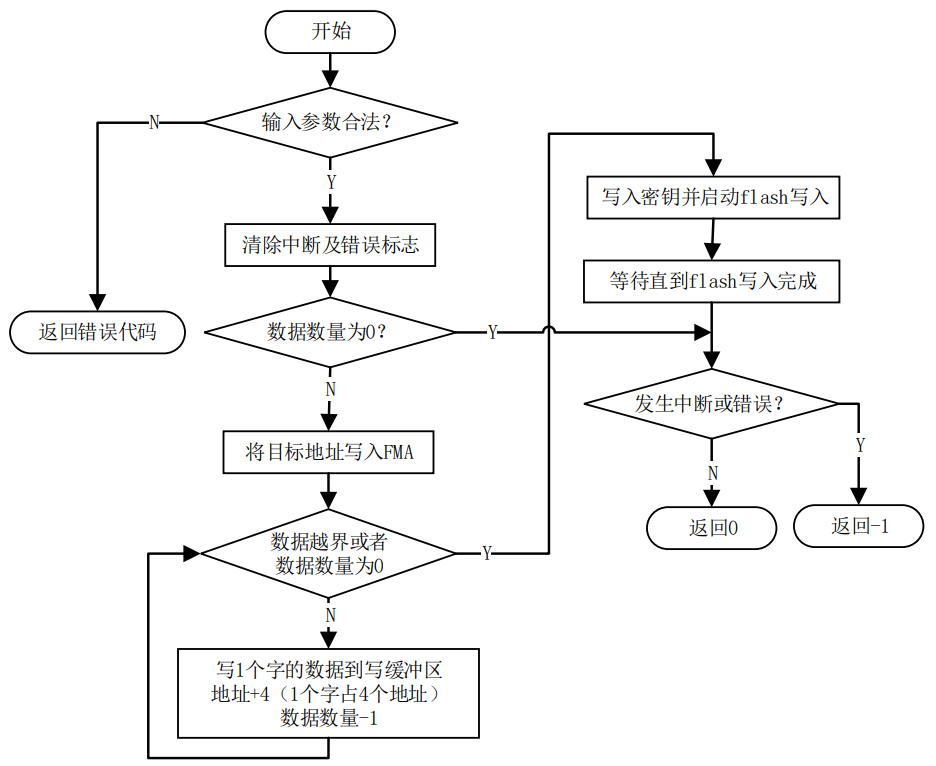 开始
输入参数合法?
N
Y
清除中断及错误标志
返回错误代码
数据数量为0?
Y
N
将目标地址写入FMA
数据越界或者
数据数量为0
Y
N
写1个字的数据到写缓冲区
地址+4（1个字占4个地址）
数据数量-1
写入密钥并启动flash写入
等待直到flash写入完成
发生中断或错误?
Y
N
返回0
返回-1